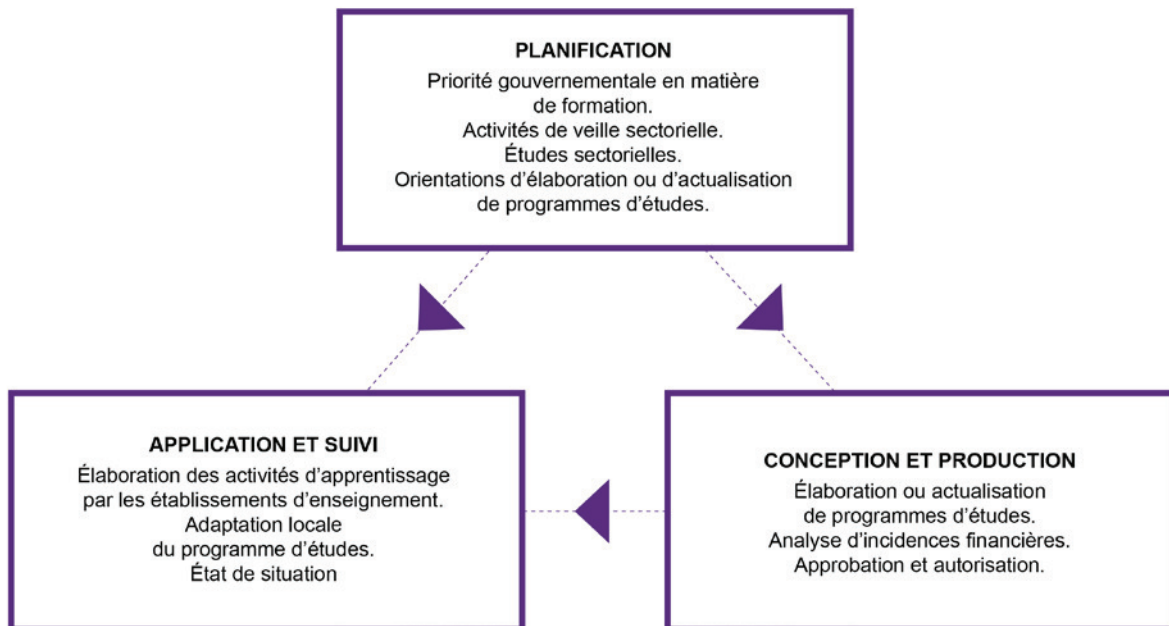 PLANIFICATION
Priorité gouvernementale en matière
de formation.
Activités de veille sectorielle.
Études sectorielles.
Orientations d’élaboration ou d’actualisation
de programmes d’études.
APPLICATION ET SUIVI
Élaboration des activités d’apprentissage
par les établissements d’enseignement.
Adaptation locale
du programme d’études.
État de situation
CONCEPTION ET PRODUCTION
Élaboration ou actualisation
de programmes d’études.
Analyse d’incidences financières.
Approbation et autorisation.